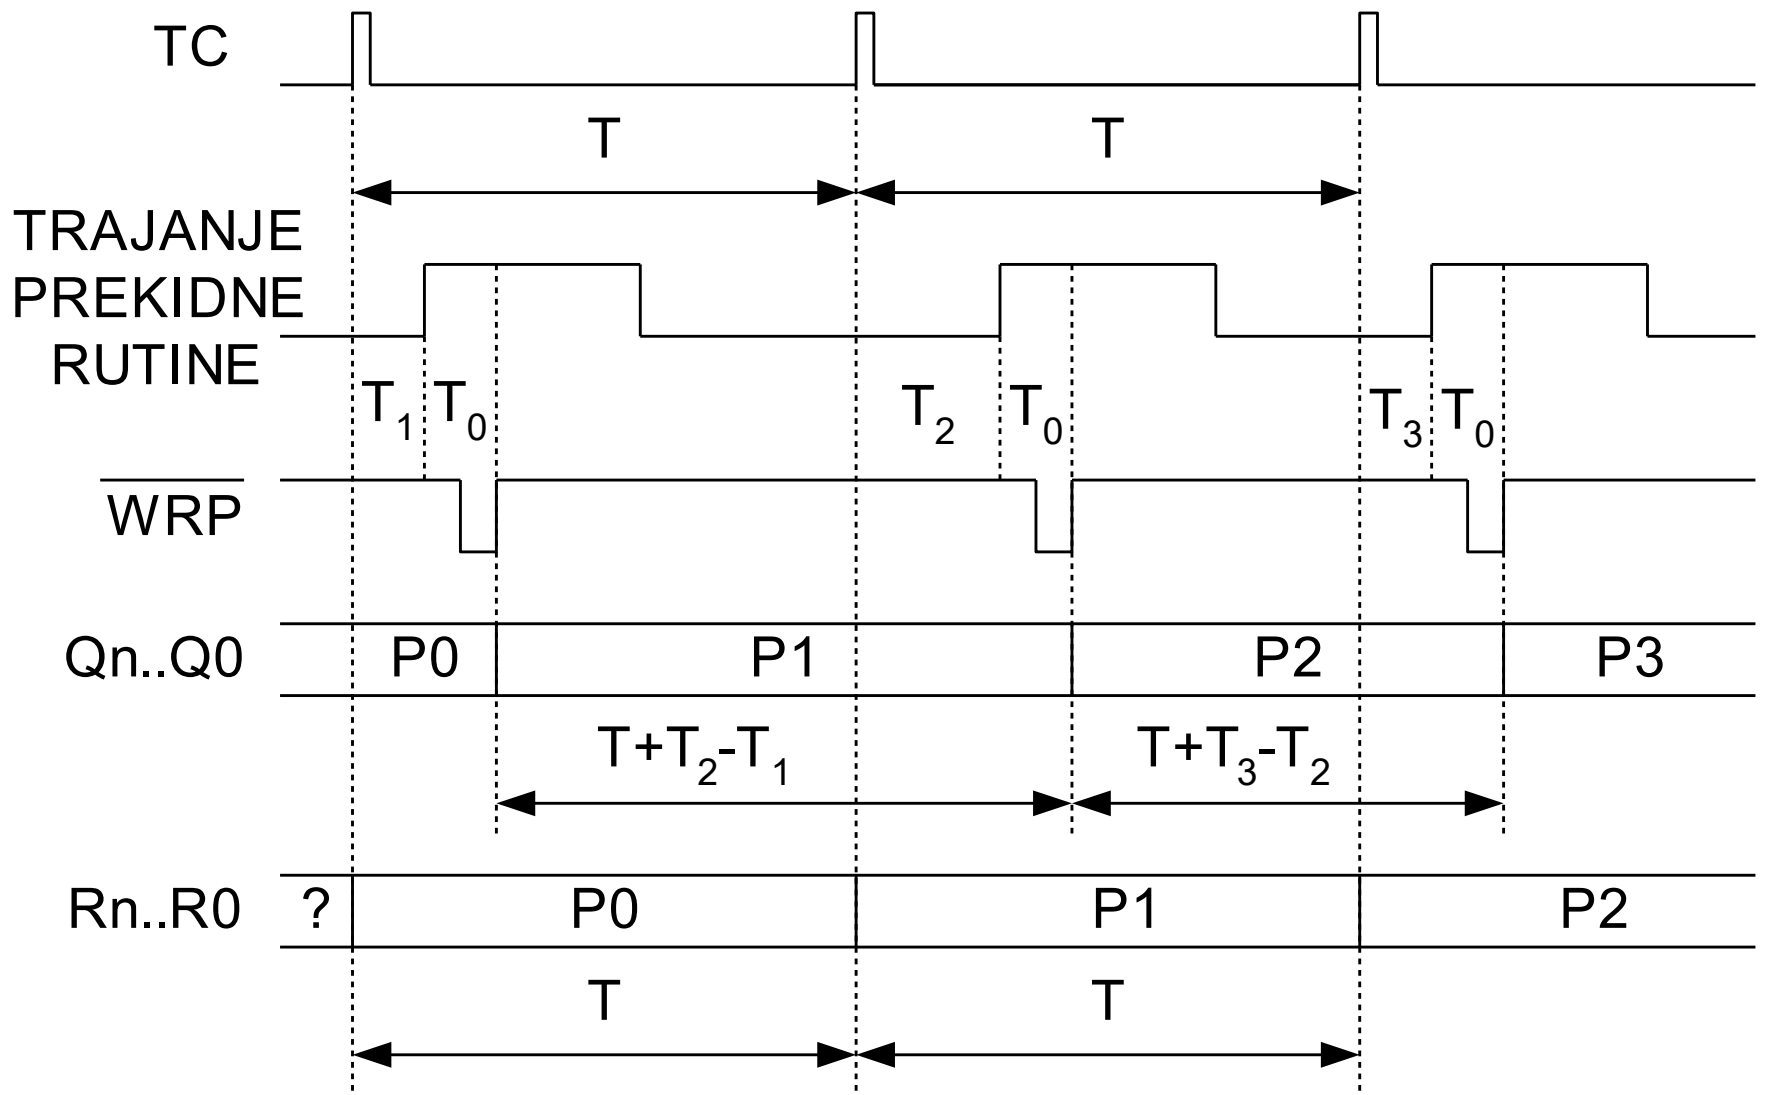 TC
T T
TRAJANJE
PREKIDNE
RUTINE
T1 T0 T2 T0 T3 T0
WRP
Qn..Q0 P0 P1 P2 P3
T+T2-T1 T+T3-T2
Rn..R0 ? P0 P1 P2
T T